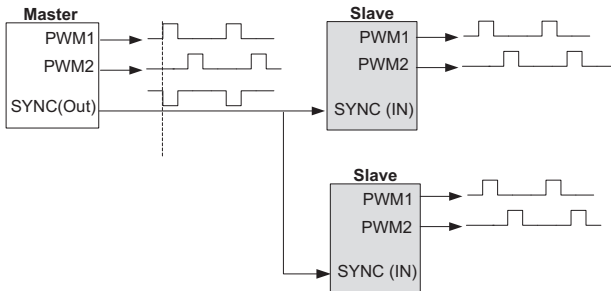 Master
PWM1
PWM2
SYNC(Out)
Slave
PWM1
PWM2
SYNC (IN)
Slave
PWM1
PWM2
SYNC (IN)